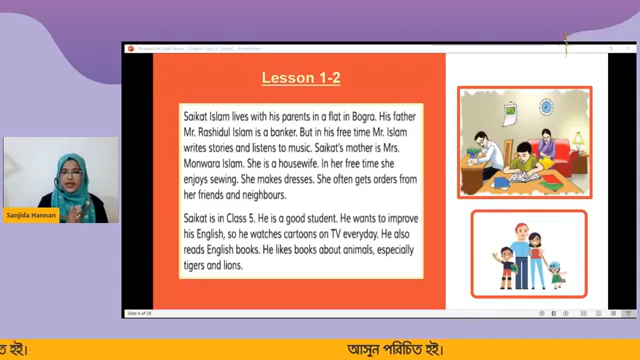 Lesson 1-2
Saikat Islam lives with his parents in a flat in Bogra. His father
Mr. Rashidul Islam is a banker. But in his free time Mr. Islam
writes stories and listens to music. Saikat's mother is Mrs.
Monwara Islam. She is a housewife. In her free time she
enjoys sewing. She makes dresses. She often gets orders from
her friends and neighbours.
Saikat is in Class 5. He is a good student. He wants to improve
his English, so he watches cartoons on TV everyday. He also
reads English books. He likes books about animals, especially
tigers and lions.
Sanjida Hannan
Slide 6 of 28
ত হই।
আসুন পরিচিত হই।